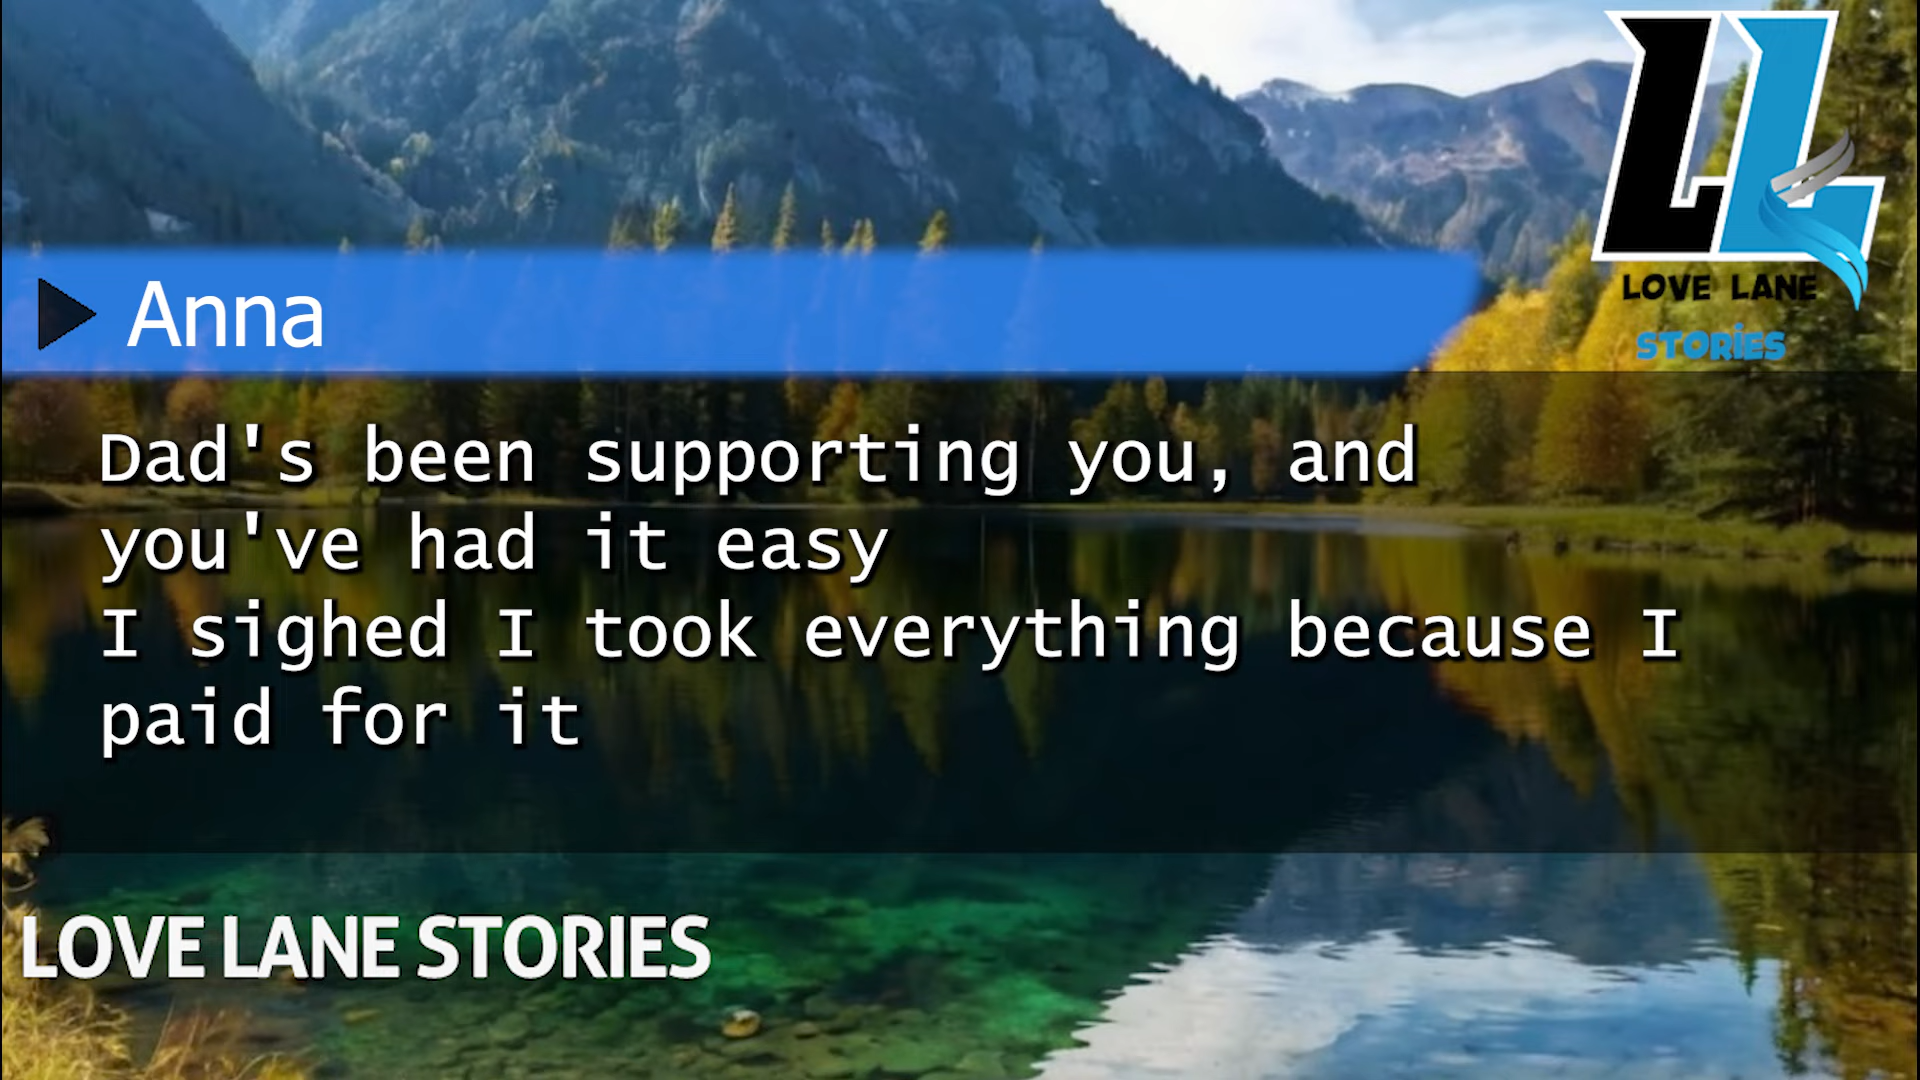 LL
LOVE LANE
STORiES
Anna
Dad's been supporting you, and
you've had it easy
I sighed I took everything because I
paid for it
LOVE LANE STORIES